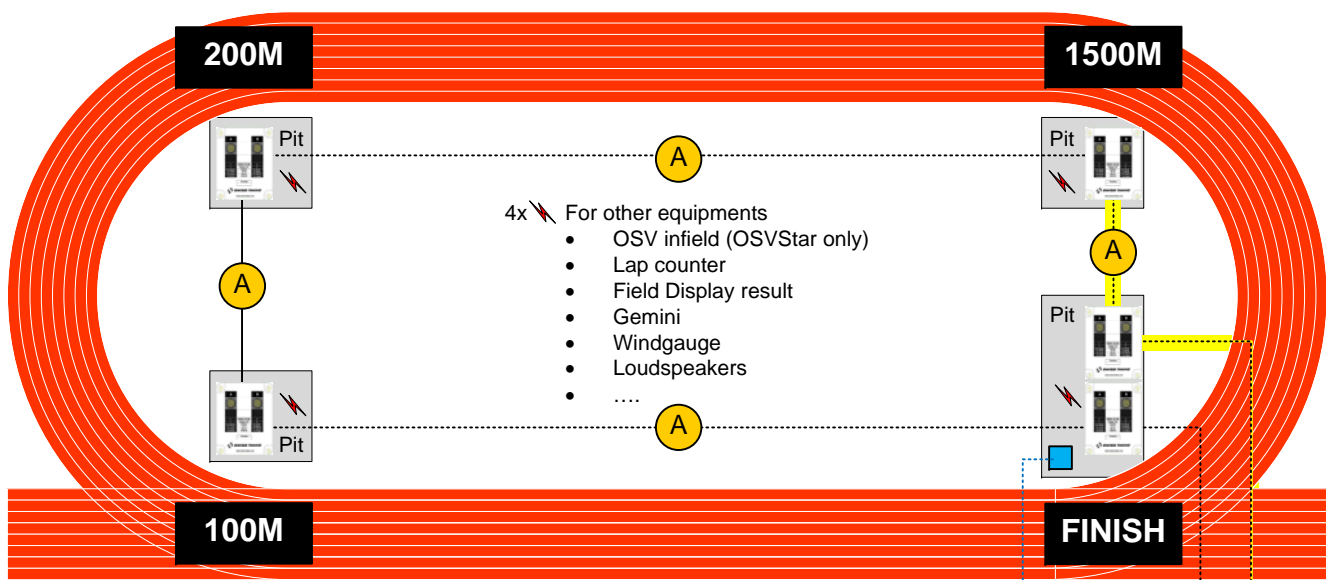 200M
1500M
Pit
Pit
A
4x For other equipments
• OSV infield (OSVStar only)
• Lap counter
• Field Display result
• Gemini
• Windgauge
• Loudspeakers
• ….
A
A
Pit
A
Pit
100M
FINISH